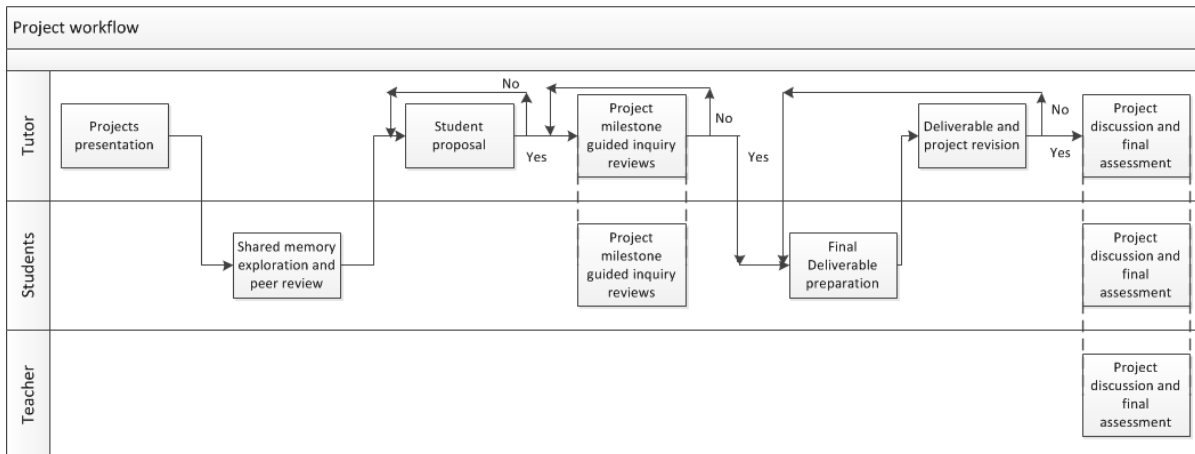 Project workflow
Tutor
Projects
presentation
No
Student
proposal
Yes
Project
milestone
guided inquiry
reviews
No
Yes
Deliverable and
project revision
No
Yes
Project
discussion and
final
assessment
Students
Shared memory
exploration and
peer review
Project
milestone
guided inquiry
reviews
Final
Deliverable
preparation
Project
discussion and
final
assessment
Teacher
Project
discussion and
final
assessment